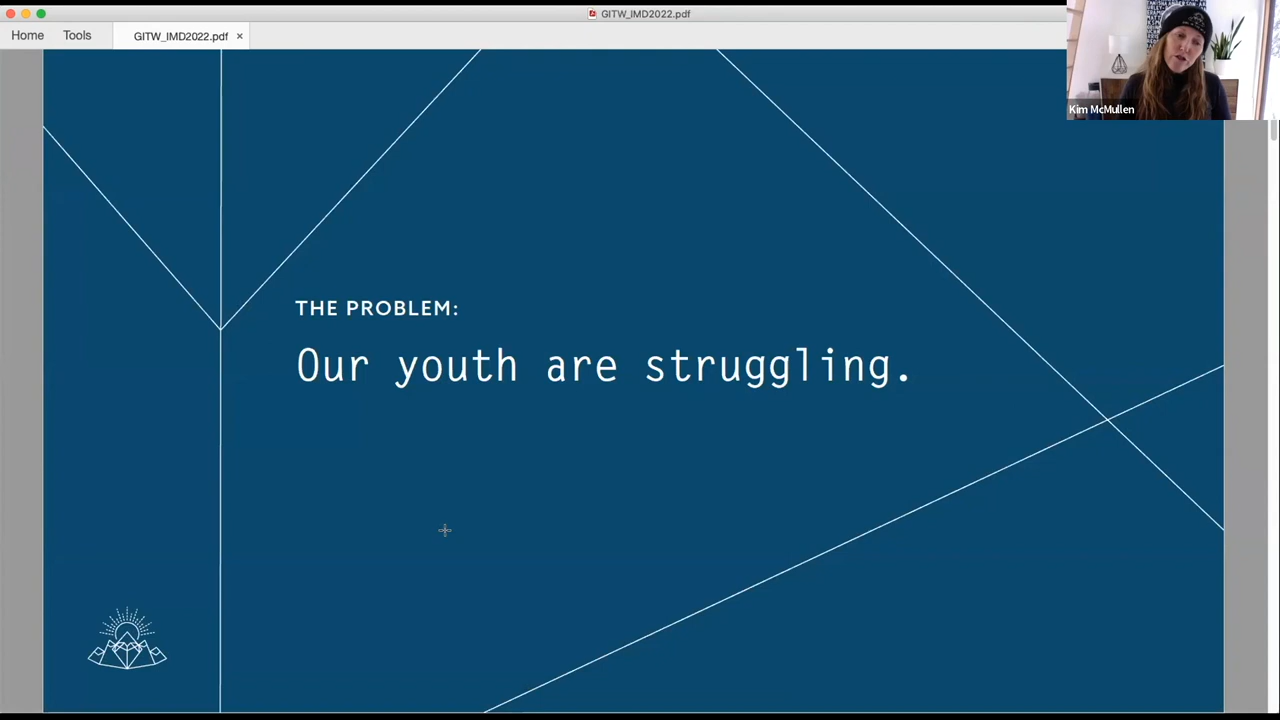 GITW_IMD2022.pdf
Home Tools GITW_IMD2022.pdf ×
Kim McMullen
THE PROBLEM:
Our youth are struggling.